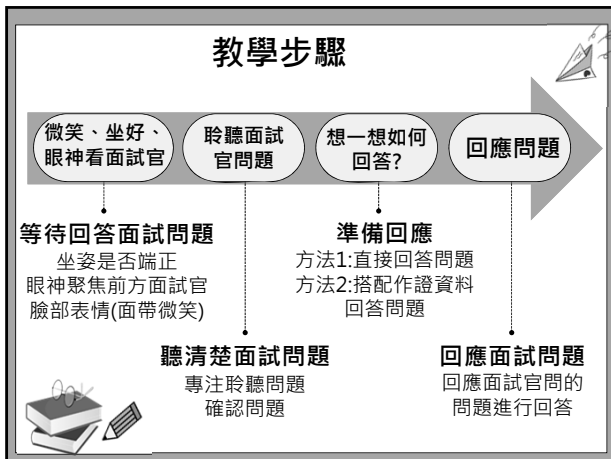 教學步驟
微笑、坐好、
眼神看面試官
聆聽面試
官問題
想一想如何
回答?
回應問題
等待回答面試問題
坐姿是否端正
眼神聚焦前方面試官
臉部表情(面帶微笑)
準備回應
方法1:直接回答問題
方法2:搭配作證資料
回答問題
聽清楚面試問題
專注聆聽問題
確認問題
回應面試問題
回應面試官問的
問題進行回答